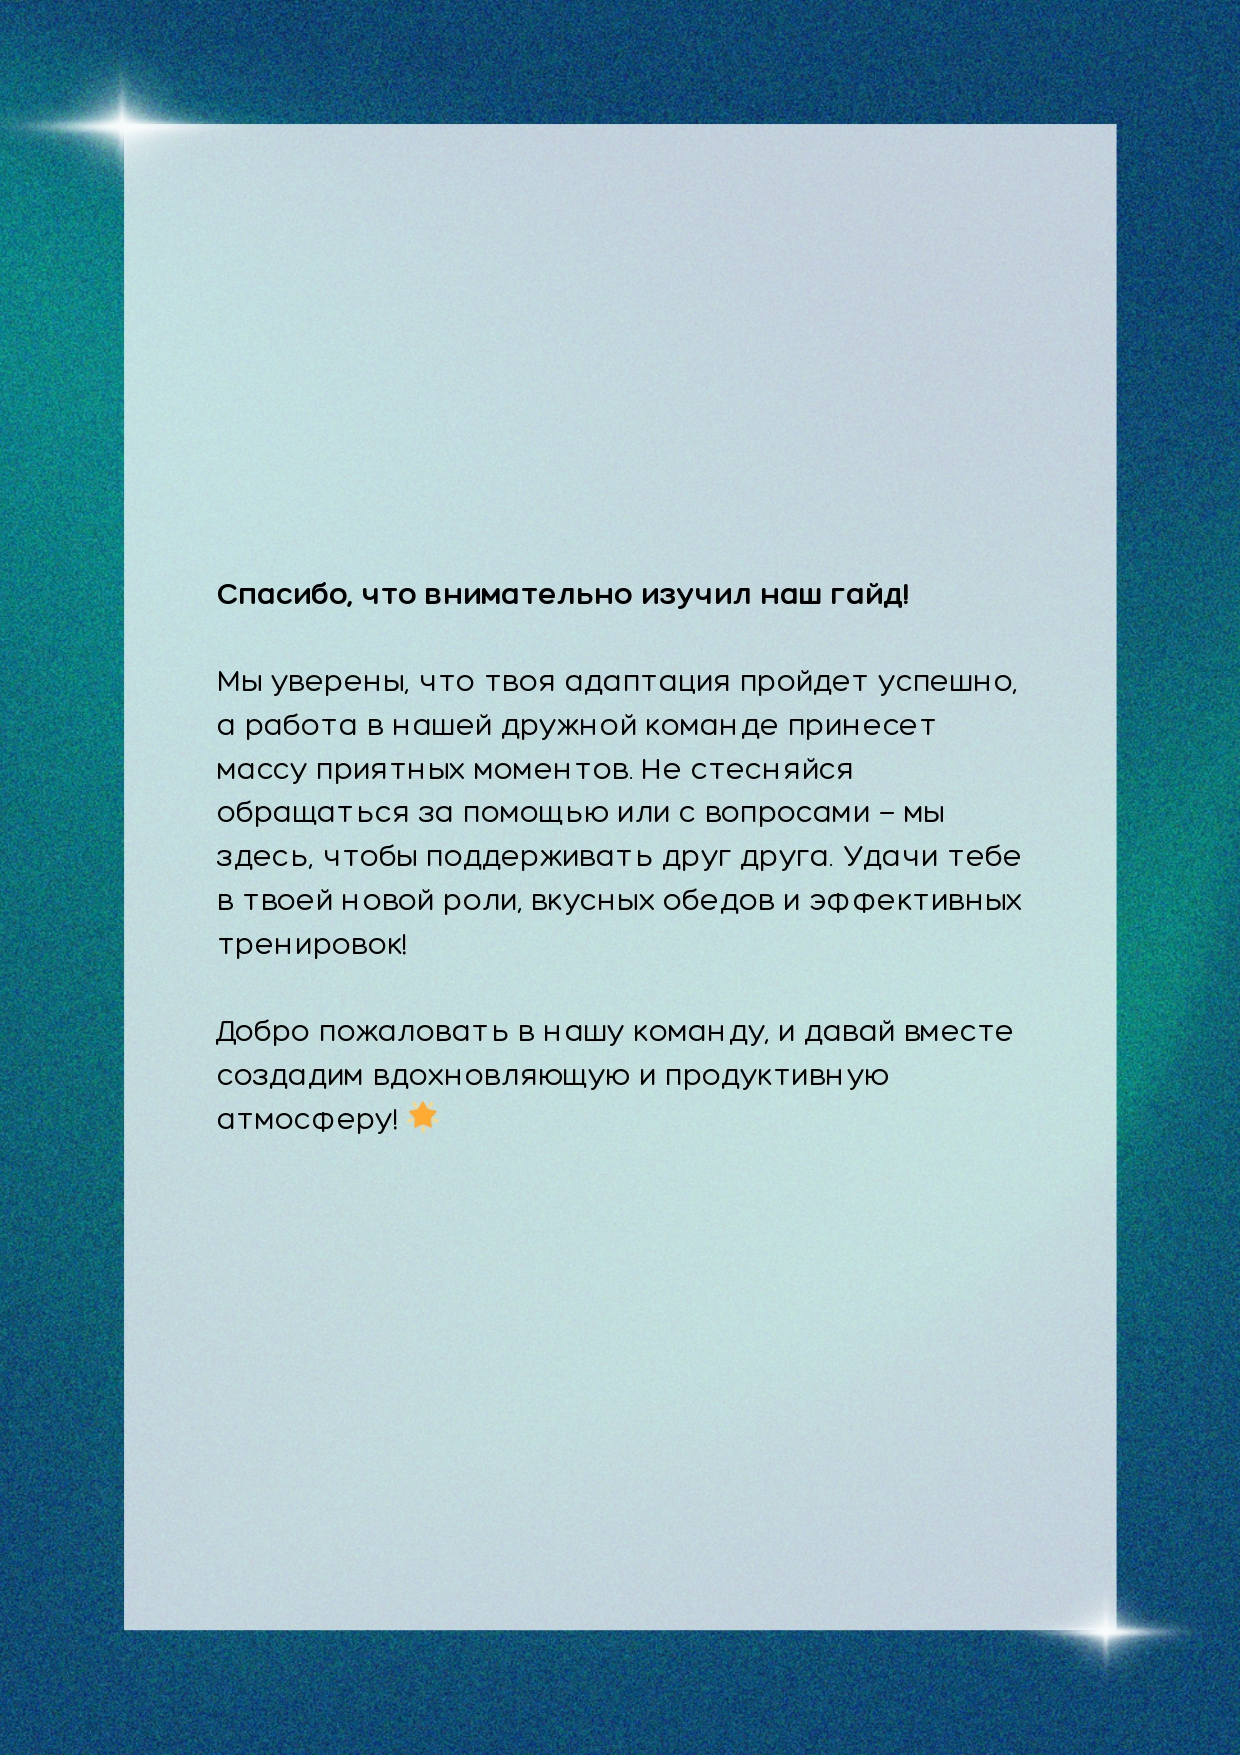 Спасибо, что внимательно изучил наш гайд!
Мы уверены, что твоя адаптация пройдет успешно,
а работа в нашей дружной команде принесет
массу приятных моментов. Не стесняйся
обращаться за помощью или с вопросами – мы
здесь, чтобы поддерживать друг друга. Удачи тебе
в твоей новой роли, вкусных обедов и эффективных
тренировок!
Добро пожаловать в нашу команду, и давай вместе
создадим вдохновляющую и продуктивную
атмосферу! 🌟